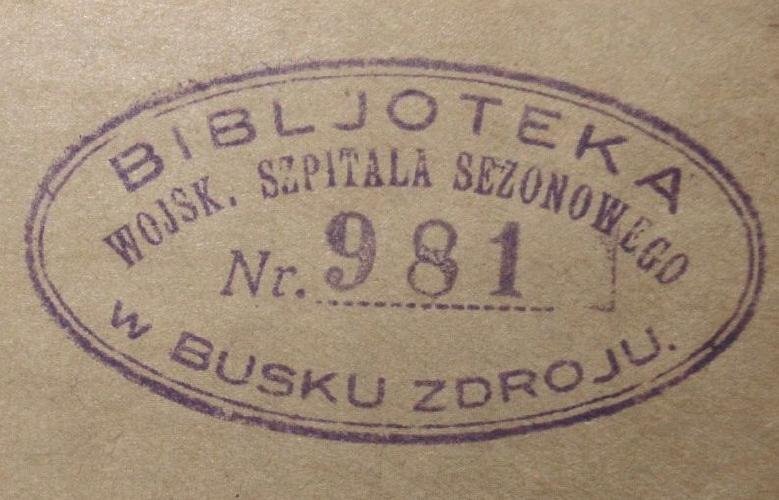 BIBLJOTEKA
WOJSK. SZPITALA SEZONOWEGO
Nr. 981
w BUSKU ZDROJU.